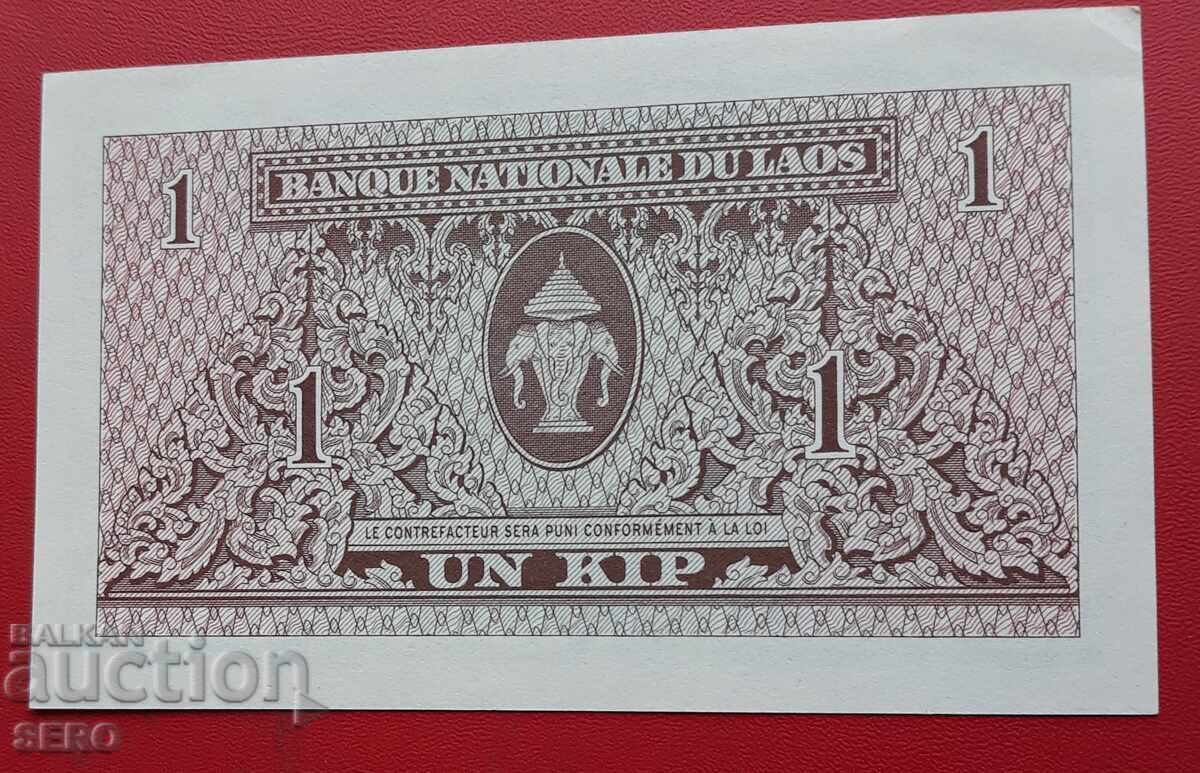 1 BANQUE NATIONALE DU LAOS 1
1 1
LE CONTREFACTEUR SERA PUNI CONFORMÉMENT À LA LOI
UN KIP
BALKAN
auction
SERO